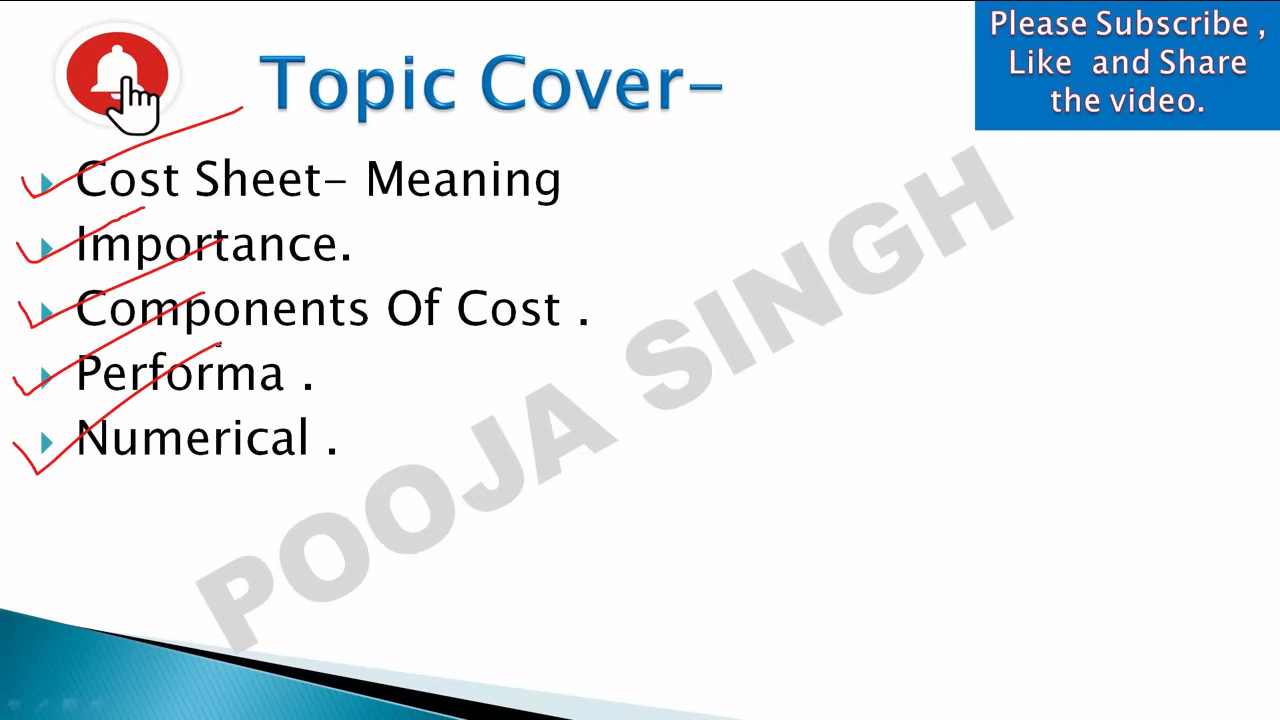 Topic Cover-
Please Subscribe ,
Like and Share
the video.
Cost Sheet- Meaning
Importance.
Components Of Cost .
Performa .
Numerical .
POOJA SINGH